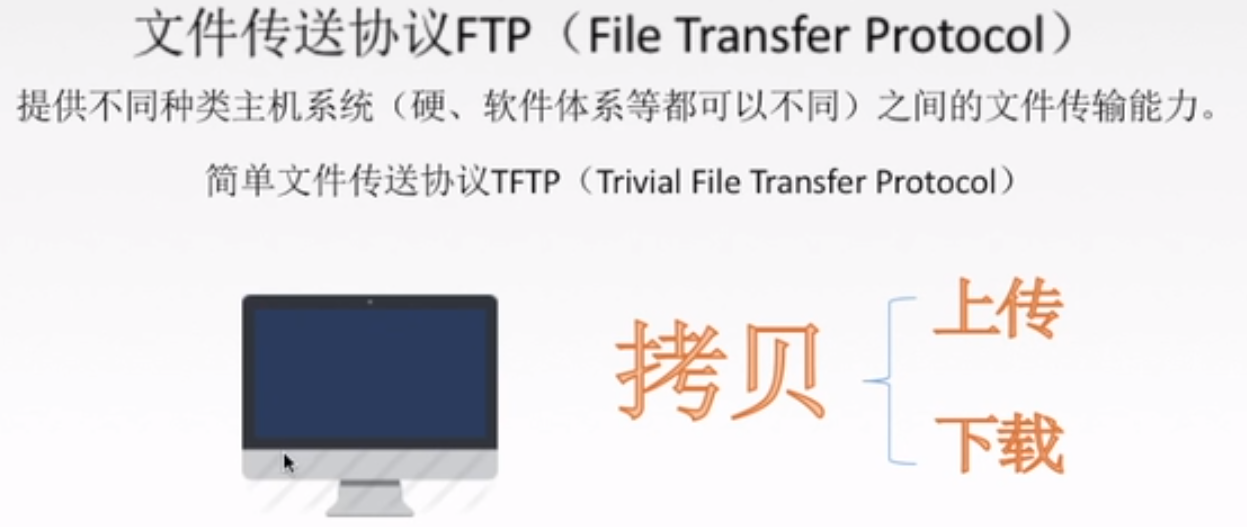 文件传送协议FTP（File Transfer Protocol）
提供不同种类主机系统（硬、软件体系等都可以不同）之间的文件传输能力。
简单文件传送协议TFTP（Trivial File Transfer Protocol）
拷贝
上传
下载